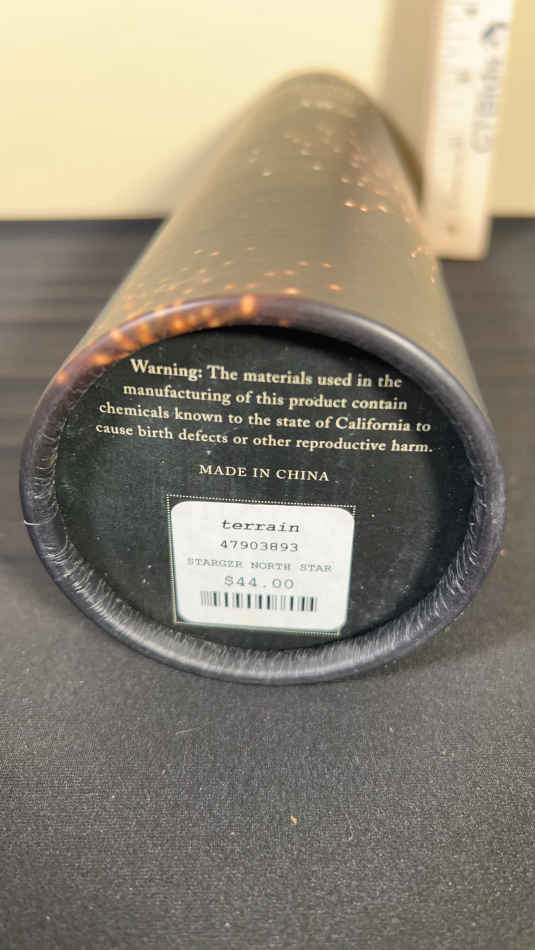 Warning: The materials used in the
manufacturing of this product contain
chemicals known to the state of California to
cause birth defects or other reproductive harm.
MADE IN CHINA
terrain
47903893
STARGZR NORTH STAR
$44.00